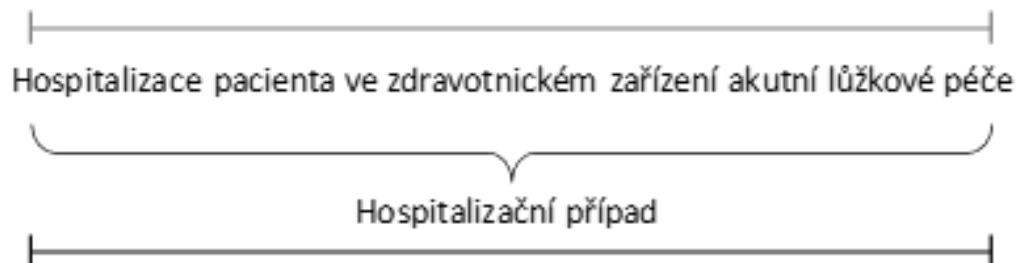 Hospitalizace pacienta ve zdravotnickém zařízení akutní lůžkové péče
Hospitalizační případ